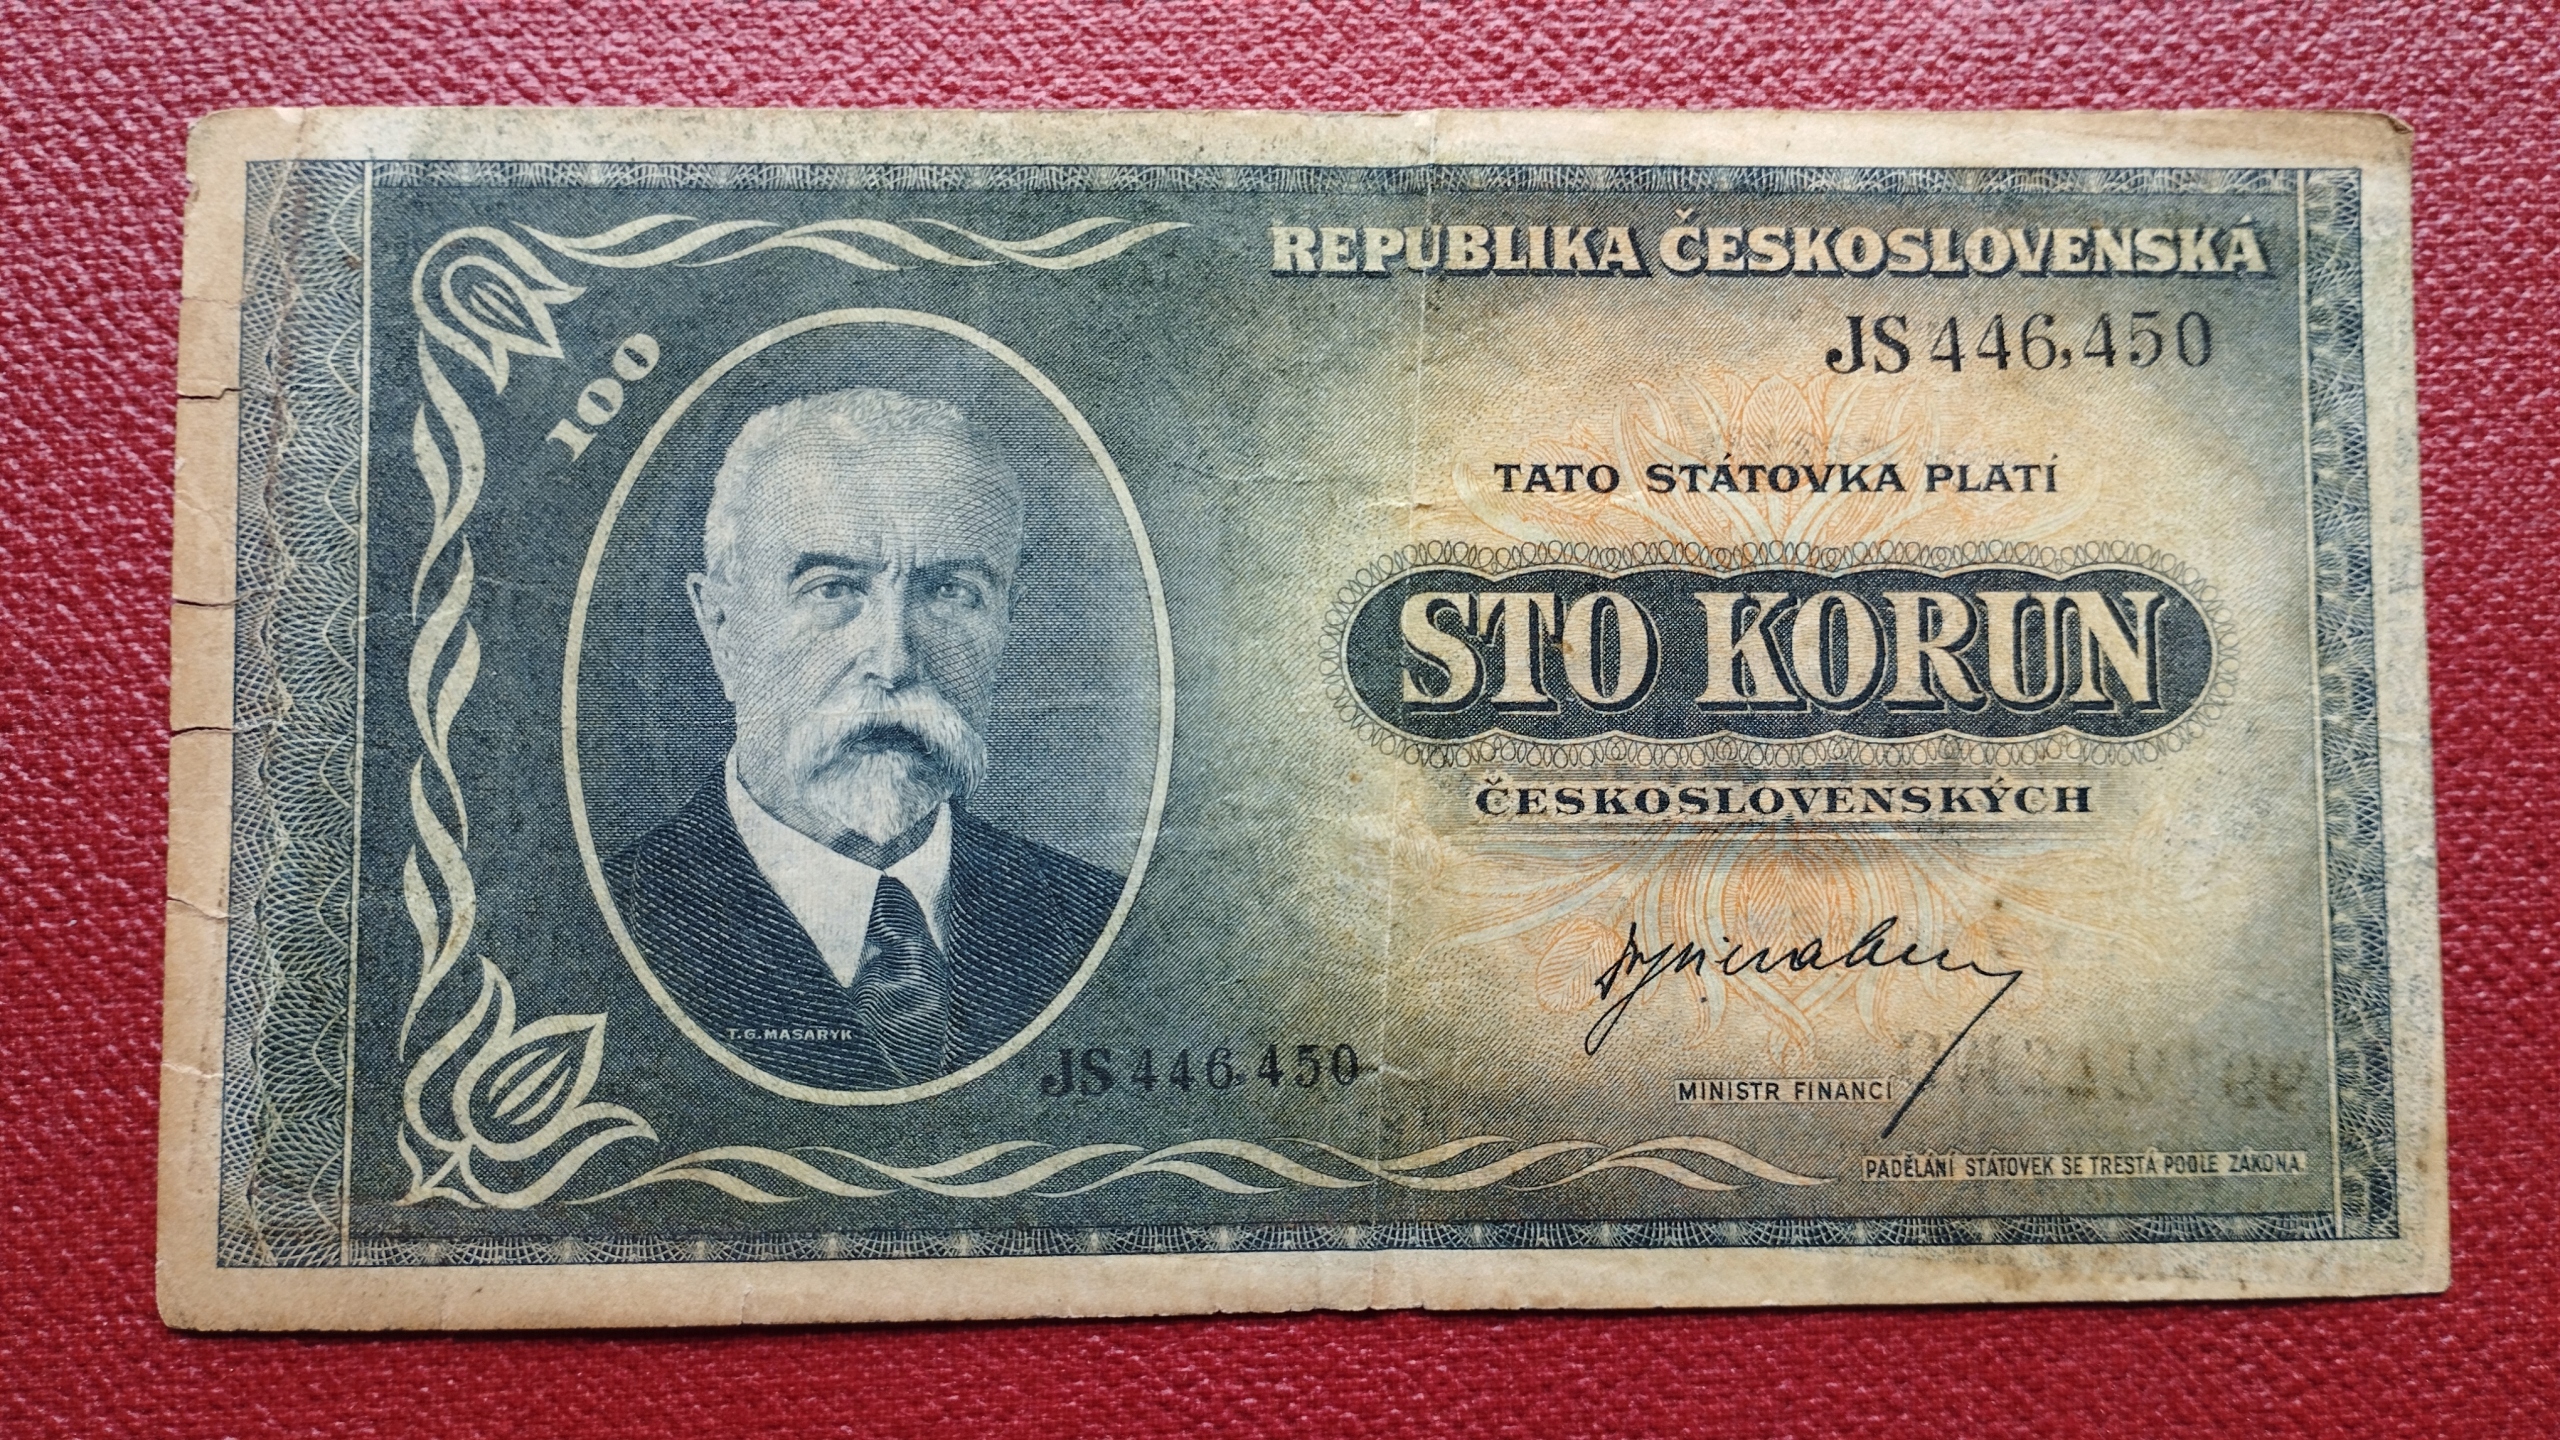 REPUBLIKA ČESKOSLOVENSKÁ
JS 446,450
100
TATO STÁTOVKA PLATÍ
STO KORUN
ČESKOSLOVENSKÝCH
T.G.MASARYK
JS 446.450
MINISTR FINANCÍ
PADĚLÁNÍ STÁTOVEK SE TRESTÁ PODLE ZÁKONA.